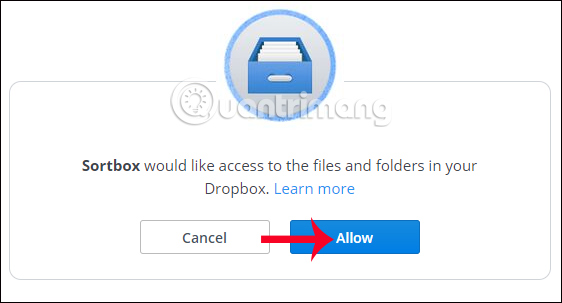 Quantrimang
Sortbox would like access to the files and folders in your
Dropbox. Learn more
Cancel
Allow